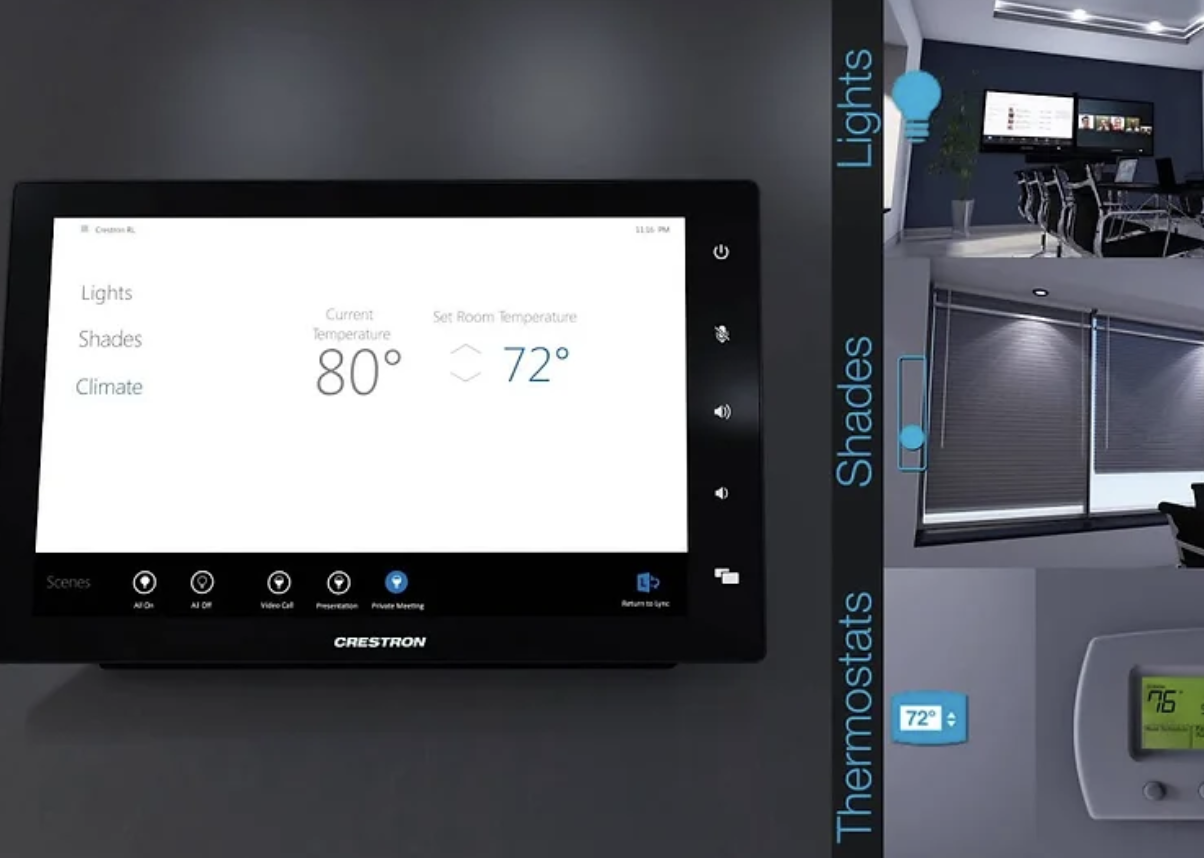 Crestron RL
11:16 PM
Lights
Shades
Climate
Current
Temperature
80°
Set Room Temperature
72°
Scenes
All On
All Off
Video Call
Presentation
Private Meeting
Return to Lync
CRESTRON
Lights
Shades
Thermostats
72°
76°